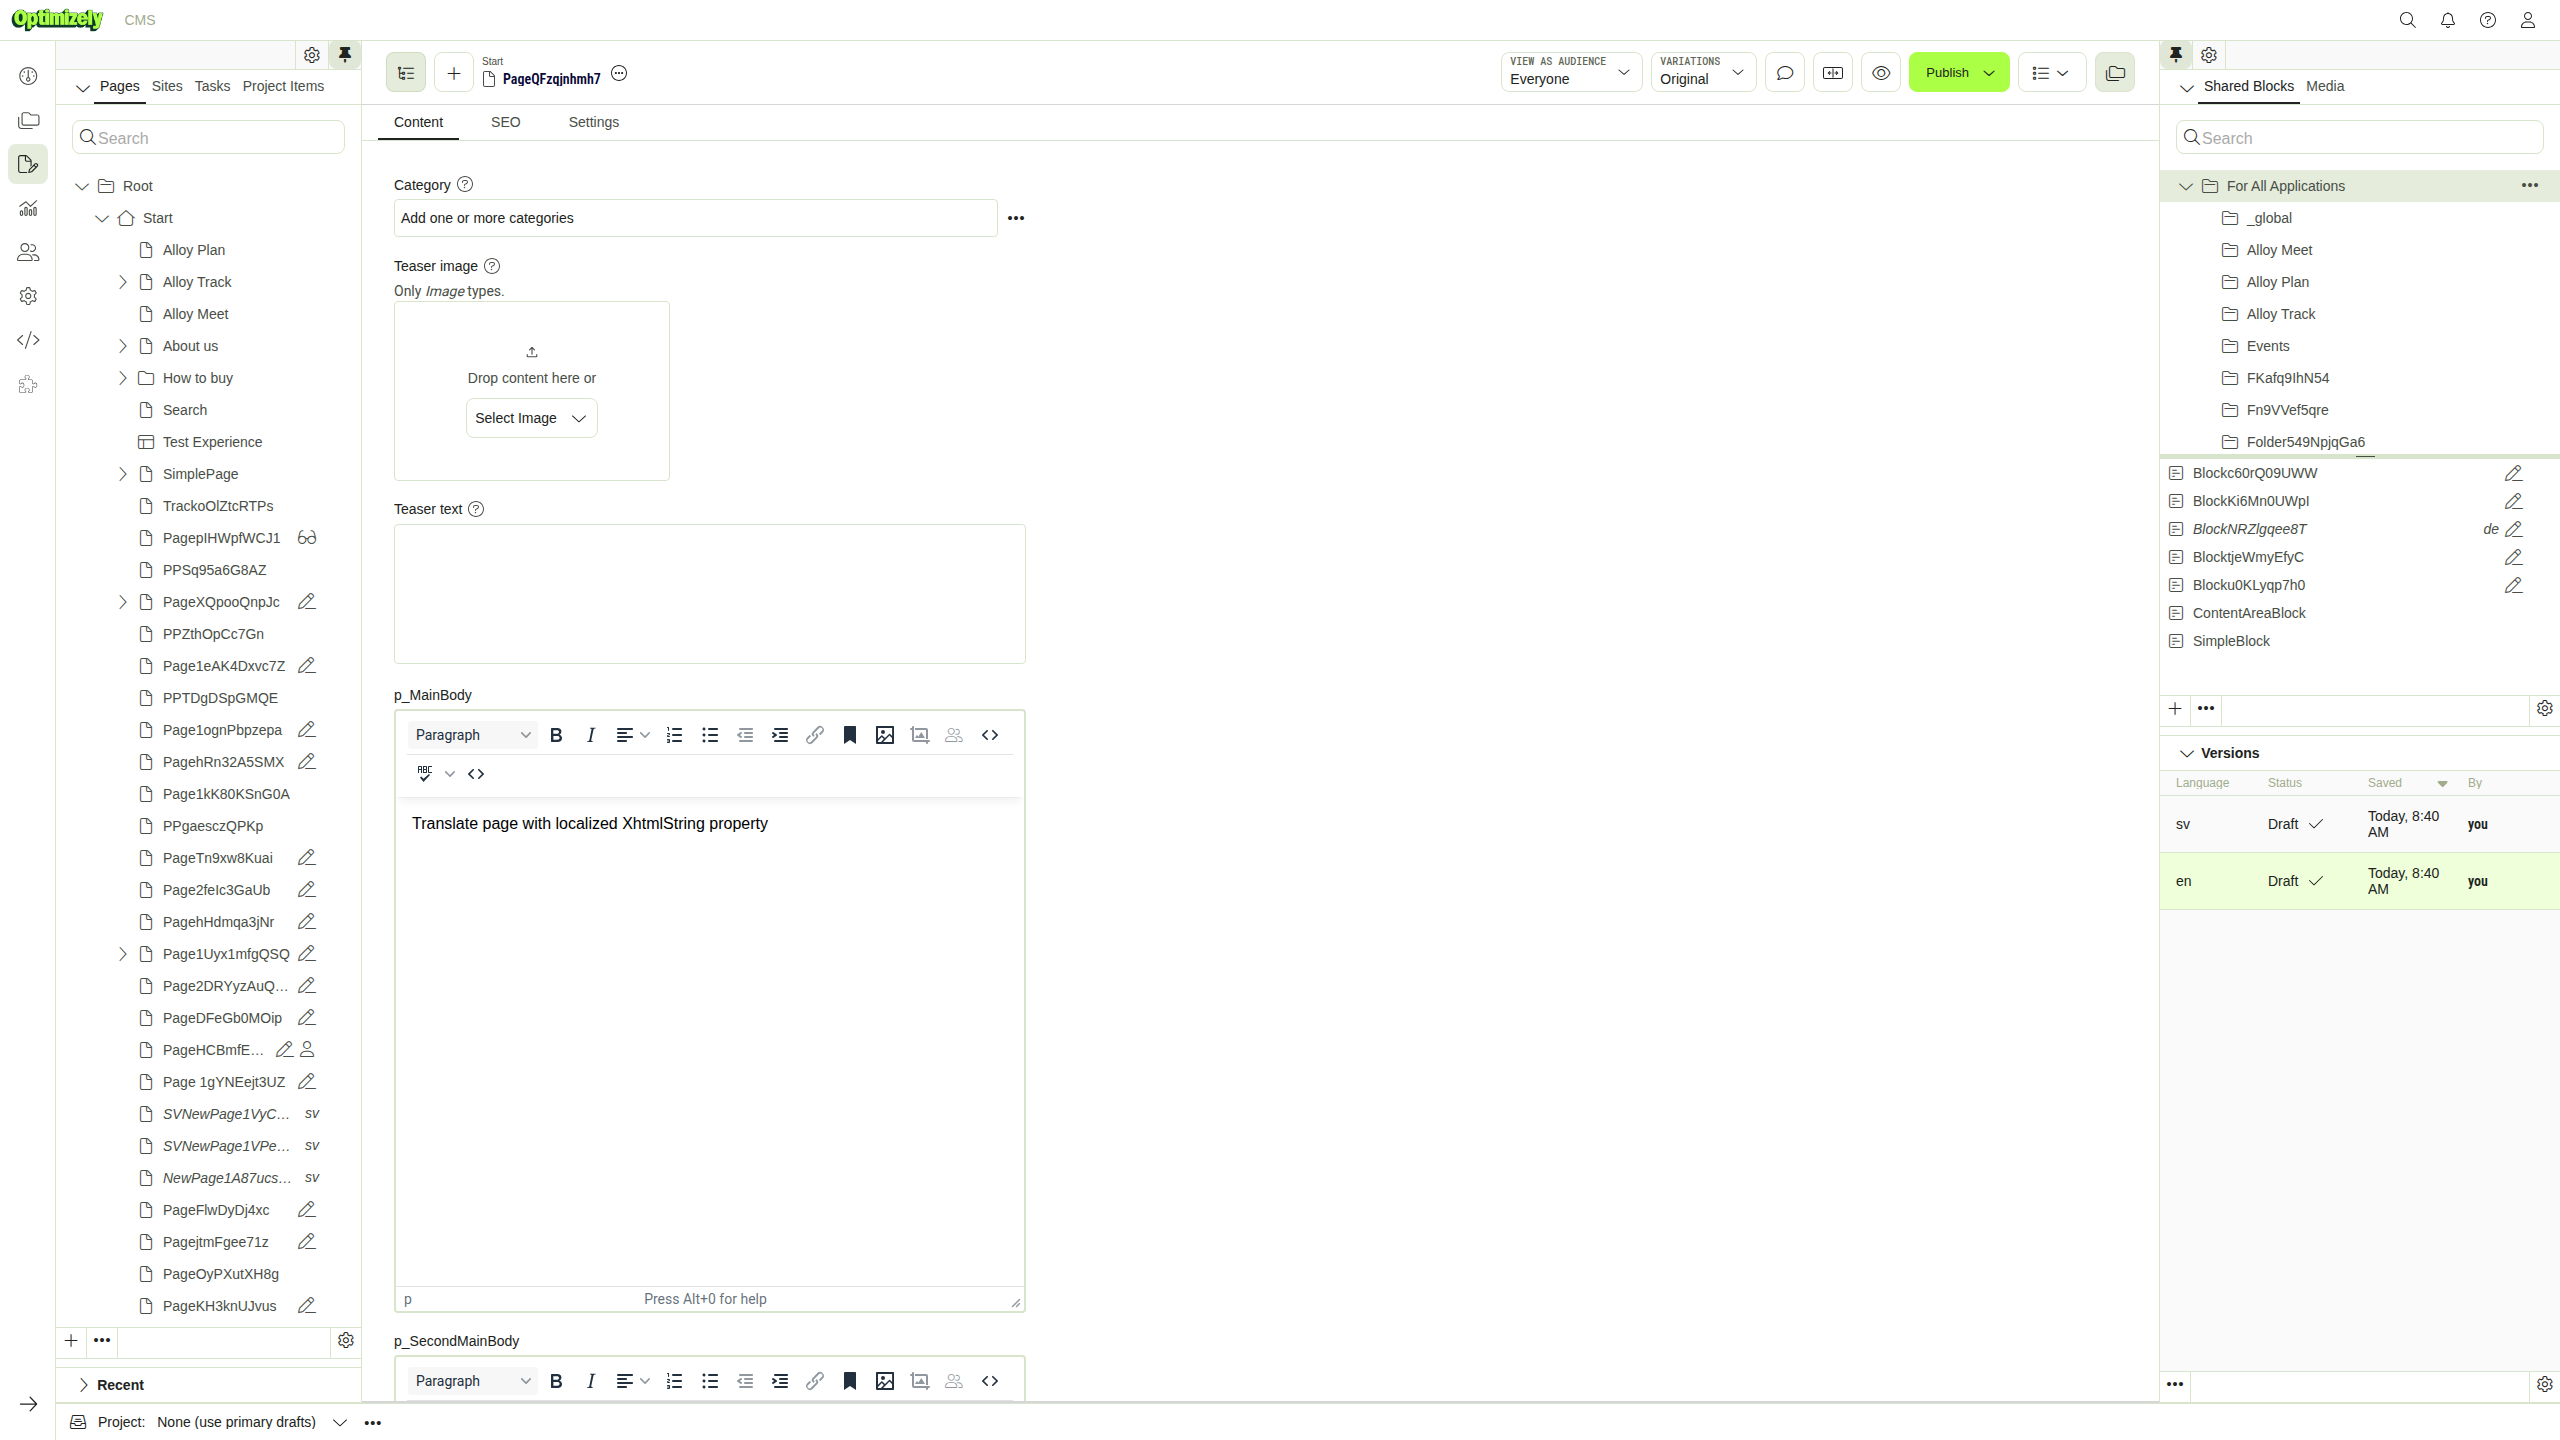 Optimizely CMS
Pages Sites Tasks Project Items
Search
Root
Start
Alloy Plan
Alloy Track
Alloy Meet
About us
How to buy
Search
Test Experience
SimplePage
TrackoOlZtcRTPs
PagepIHWpfWCJ1
PPSq95a6G8AZ
PageXQpooQnpJc
PPZthOpCc7Gn
Page1eAK4Dxvc7Z
PPTDgDSpGMQE
Page1ognPbpzepa
PagehRn32A5SMX
Page1kK80KSnG0A
PPgaesczQPKp
PageTn9xw8Kuai
Page2feIc3GaUb
PagehHdmqa3jNr
Page1Uyx1mfgQSQ
Page2DRYyzAuQ…
PageDFeGb0MOip
PageHCBmfE…
Page 1gYNEejt3UZ
SVNewPage1VyC… sv
SVNewPage1VPe… sv
NewPage1A87ucs… sv
PageFlwDyDj4xc
PagejtmFgee71z
PageOyPXutXH8g
PageKH3knUJvus
Recent
Project: None (use primary drafts)
Start
PageQFzqjnhmh7
VIEW AS AUDIENCE
Everyone
VARIATIONS
Original
Publish
Content SEO Settings
Category
Add one or more categories
Teaser image
Only Image types.
Drop content here or
Select Image
Teaser text
p_MainBody
Paragraph
Translate page with localized XhtmlString property
p Press Alt+0 for help
p_SecondMainBody
Paragraph
Shared Blocks Media
Search
For All Applications
_global
Alloy Meet
Alloy Plan
Alloy Track
Events
FKafq9IhN54
Fn9VVef5qre
Folder549NpjqGa6
Blockc60rQ09UWW
BlockKi6Mn0UWpI
BlockNRZlgqee8T de
BlocktjeWmyEfyC
Blocku0KLyqp7h0
ContentAreaBlock
SimpleBlock
Versions
Language Status Saved By
sv Draft Today, 8:40 AM you
en Draft Today, 8:40 AM you